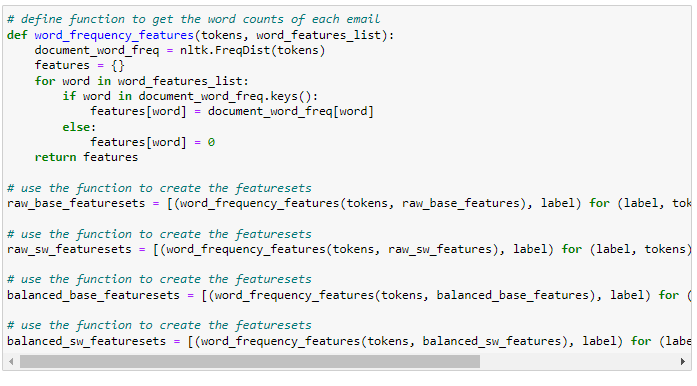 # define function to get the word counts of each email
def word_frequency_features(tokens, word_features_list):
    document_word_freq = nltk.FreqDist(tokens)
    features = {}
    for word in word_features_list:
        if word in document_word_freq.keys():
            features[word] = document_word_freq[word]
        else:
            features[word] = 0
    return features

# use the function to create the featuresets
raw_base_featuresets = [(word_frequency_features(tokens, raw_base_features), label) for (label, tok

# use the function to create the featuresets
raw_sw_featuresets = [(word_frequency_features(tokens, raw_sw_features), label) for (label, tokens)

# use the function to create the featuresets
balanced_base_featuresets = [(word_frequency_features(tokens, balanced_base_features), label) for (

# use the function to create the featuresets
balanced_sw_featuresets = [(word_frequency_features(tokens, balanced_sw_features), label) for (labe